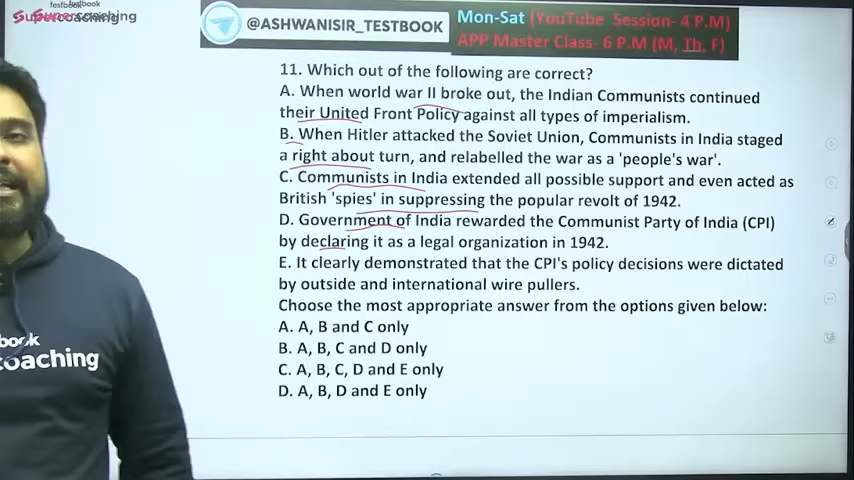 testbook testbook
Supercoaching
@ASHWANISIR_TESTBOOK
Mon-Sat (YouTube Session- 4 P.M)
APP Master Class- 6 P.M (M, Th, F)
11. Which out of the following are correct?
A. When world war II broke out, the Indian Communists continued
their United Front Policy against all types of imperialism.
B. When Hitler attacked the Soviet Union, Communists in India staged
a right about turn, and relabelled the war as a 'people's war'.
C. Communists in India extended all possible support and even acted as
British 'spies' in suppressing the popular revolt of 1942.
D. Government of India rewarded the Communist Party of India (CPI)
by declaring it as a legal organization in 1942.
E. It clearly demonstrated that the CPI's policy decisions were dictated
by outside and international wire pullers.
Choose the most appropriate answer from the options given below:
A. A, B and C only
B. A, B, C and D only
C. A, B, C, D and E only
D. A, B, D and E only
book
coaching